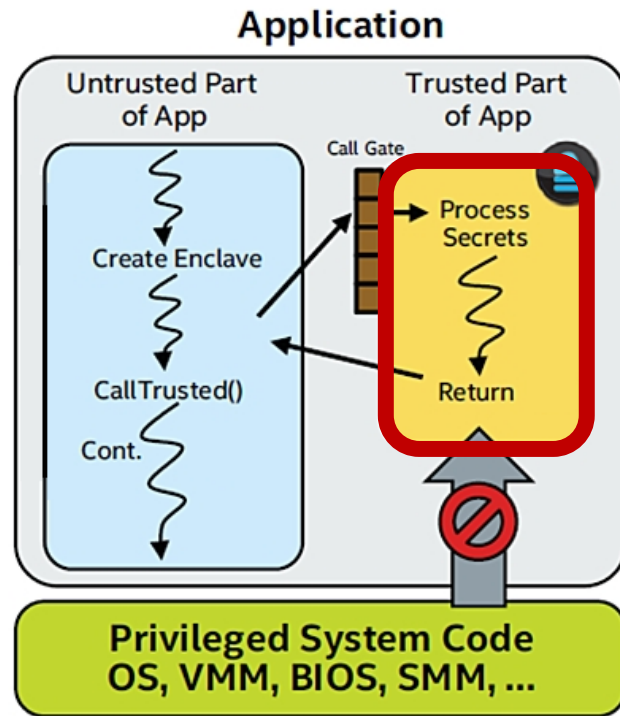 Application
Untrusted Part
of App
Trusted Part
of App
Call Gate
Create Enclave
CallTrusted()
Cont.
Process
Secrets
Return
Privileged System Code
OS, VMM, BIOS, SMM, ...